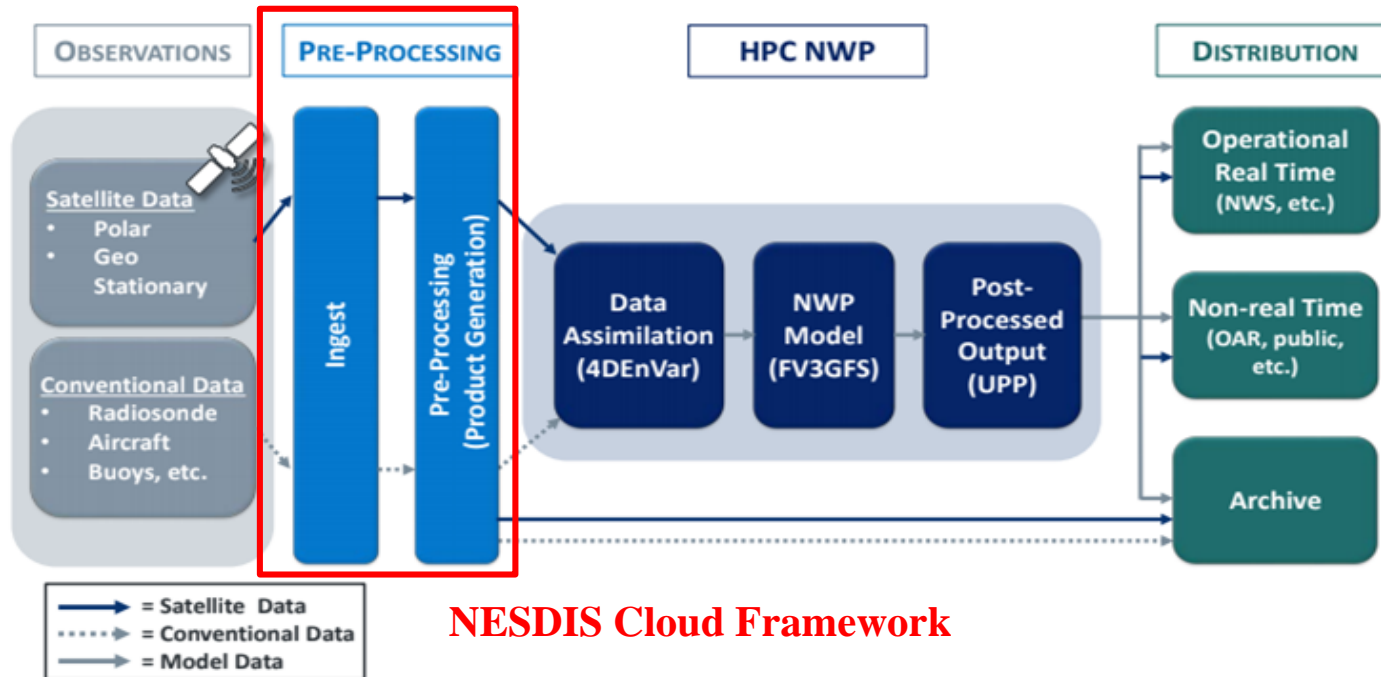 OBSERVATIONS
PRE-PROCESSING
HPC NWP
DISTRIBUTION
Satellite Data
• Polar
• Geo
Stationary
Conventional Data
• Radiosonde
• Aircraft
• Buoys, etc.
Ingest
Pre-Processing
(Product Generation)
Data
Assimilation
(4DEnVar)
NWP
Model
(FV3GFS)
Post-
Processed
Output
(UPP)
Operational
Real Time
(NWS, etc.)
Non-real Time
(OAR, public,
etc.)
Archive
= Satellite Data
= Conventional Data
= Model Data
NESDIS Cloud Framework